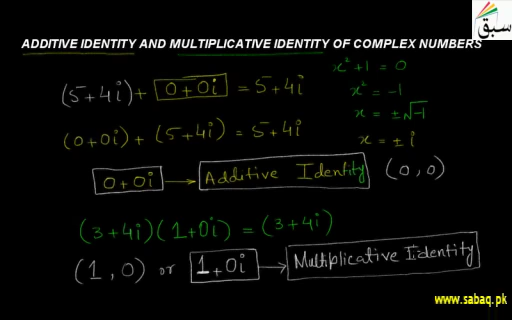 سبق
ADDITIVE IDENTITY AND MULTIPLICATIVE IDENTITY OF COMPLEX NUMBERS
(5+4i) + 0+0i = 5+4i
(0+0i) + (5+4i) = 5+4i
x² + 1 = 0
x² = -1
x = ±√-1
x = ± i
0+0i → Additive Identity (0,0)
(3+4i)(1+0i) = (3+4i)
(1,0) or 1+0i → Multiplicative Identity
www.sabaq.pk